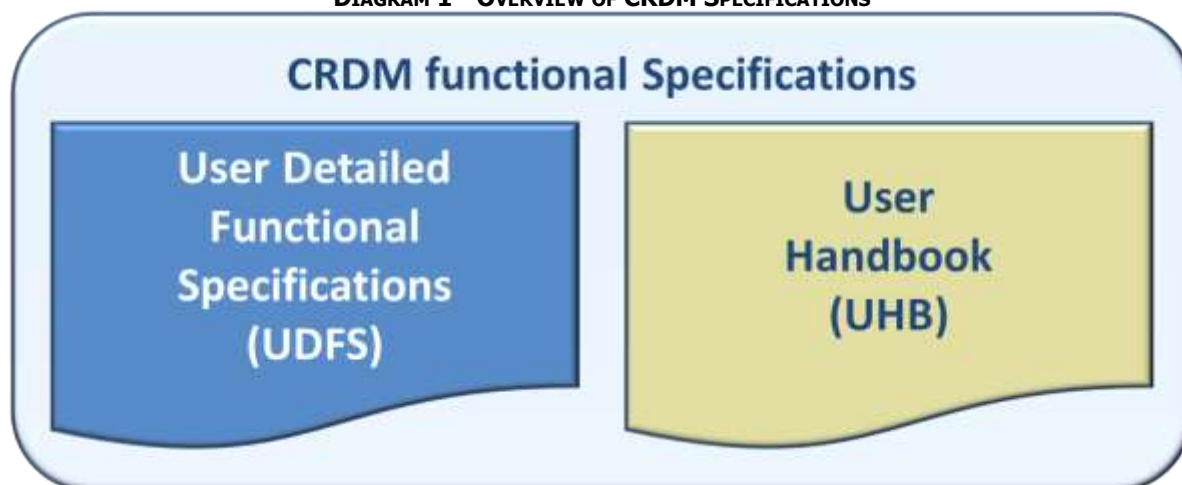 DIAGRAM 1 - OVERVIEW OF CRDM SPECIFICATIONS
CRDM functional Specifications
User Detailed
Functional
Specifications
(UDFS)
User
Handbook
(UHB)